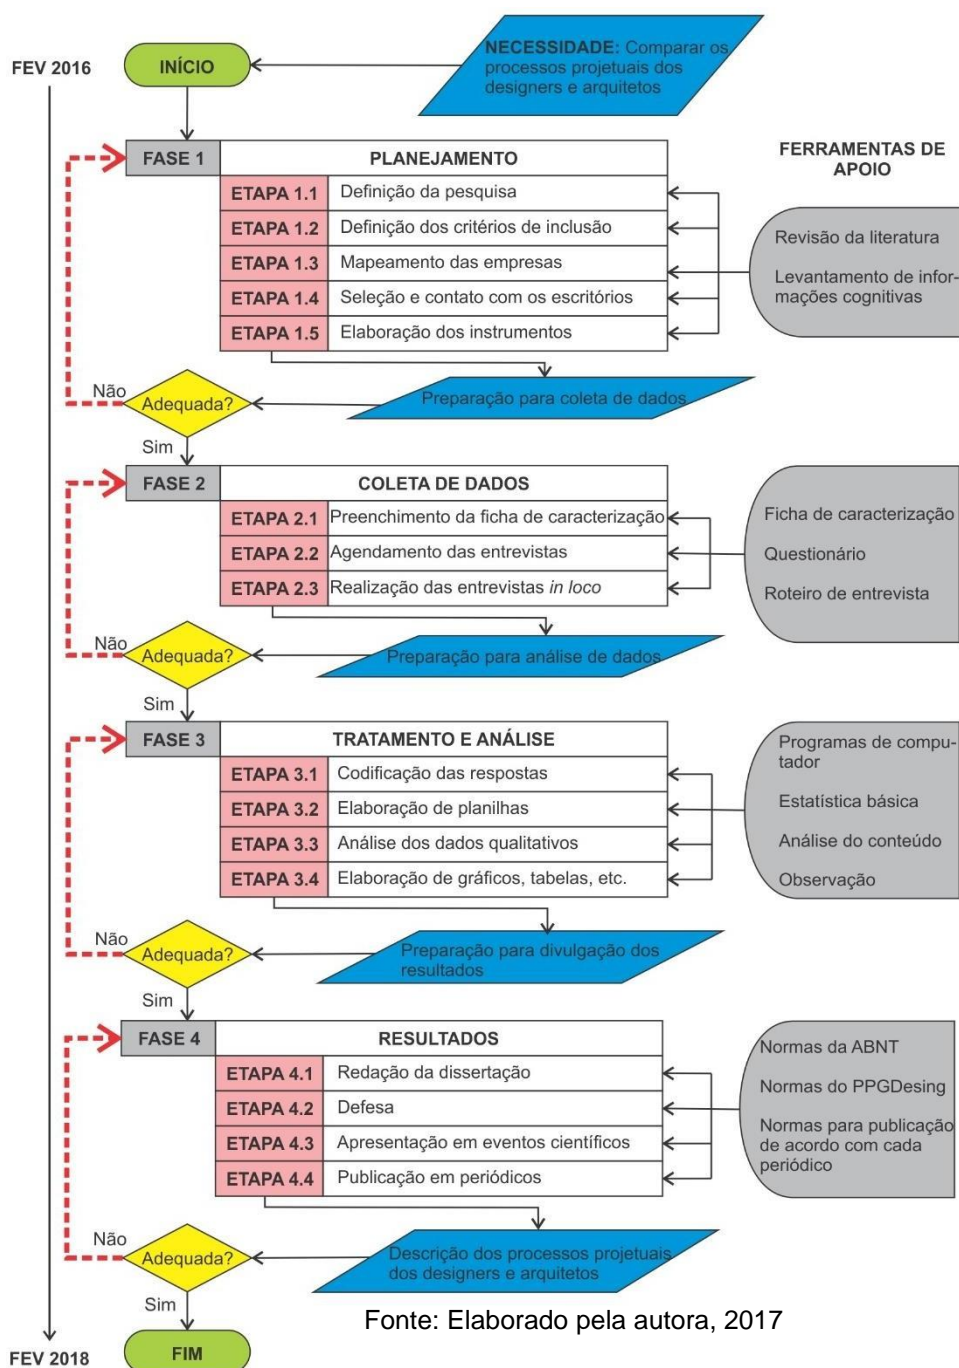 FEV 2016
INÍCIO
NECESSIDADE: Comparar os
processos projetuais dos
designers e arquitetos
FERRAMENTAS DE
APOIO
FASE 1
PLANEJAMENTO
ETAPA 1.1
Definição da pesquisa
ETAPA 1.2
Definição dos critérios de inclusão
ETAPA 1.3
Mapeamento das empresas
ETAPA 1.4
Seleção e contato com os escritórios
ETAPA 1.5
Elaboração dos instrumentos
Revisão da literatura
Levantamento de infor-
mações cognitivas
Não
Adequada?
Preparação para coleta de dados
Sim
FASE 2
COLETA DE DADOS
ETAPA 2.1
Preenchimento da ficha de caracterização
ETAPA 2.2
Agendamento das entrevistas
ETAPA 2.3
Realização das entrevistas in loco
Ficha de caracterização
Questionário
Roteiro de entrevista
Não
Adequada?
Preparação para análise de dados
Sim
FASE 3
TRATAMENTO E ANÁLISE
ETAPA 3.1
Codificação das respostas
ETAPA 3.2
Elaboração de planilhas
ETAPA 3.3
Análise dos dados qualitativos
ETAPA 3.4
Elaboração de gráficos, tabelas, etc.
Programas de compu-
tador
Estatística básica
Análise do conteúdo
Observação
Não
Adequada?
Preparação para divulgação dos
resultados
Sim
FASE 4
RESULTADOS
ETAPA 4.1
Redação da dissertação
ETAPA 4.2
Defesa
ETAPA 4.3
Apresentação em eventos científicos
ETAPA 4.4
Publicação em periódicos
Normas da ABNT
Normas do PPGDesing
Normas para publicação
de acordo com cada
periódico
Não
Adequada?
Descrição dos processos projetuais
dos designers e arquitetos
Sim
Fonte: Elaborado pela autora, 2017
FIM
FEV 2018